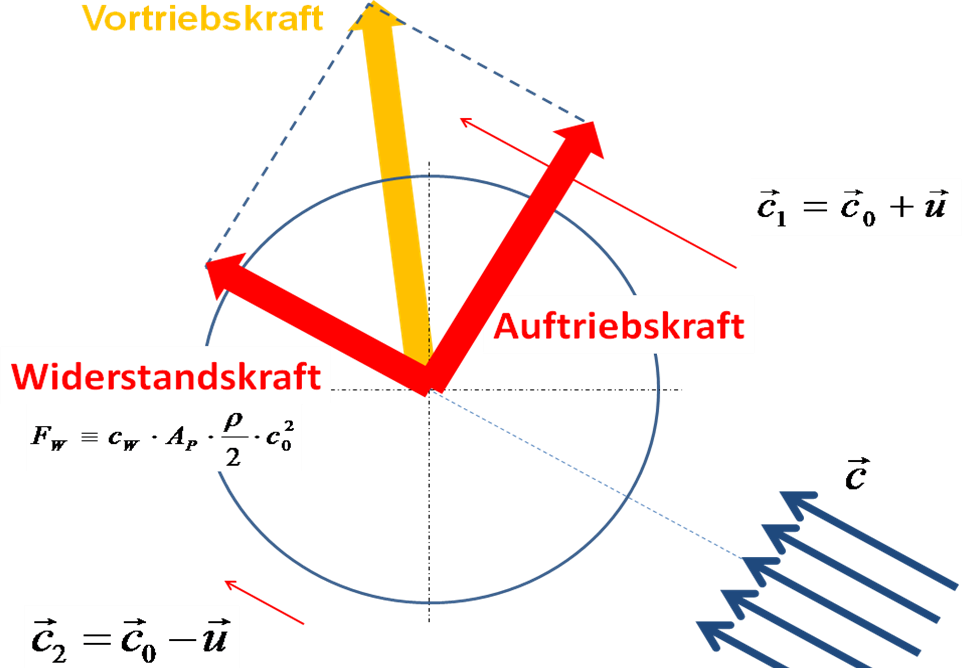 Vortriebskraft
c⃗₁ = c⃗₀ + u⃗
Auftriebskraft
Widerstandskraft
F_W ≡ c_W · A_P · ρ/2 · c₀²
c⃗
c⃗₂ = c⃗₀ − u⃗